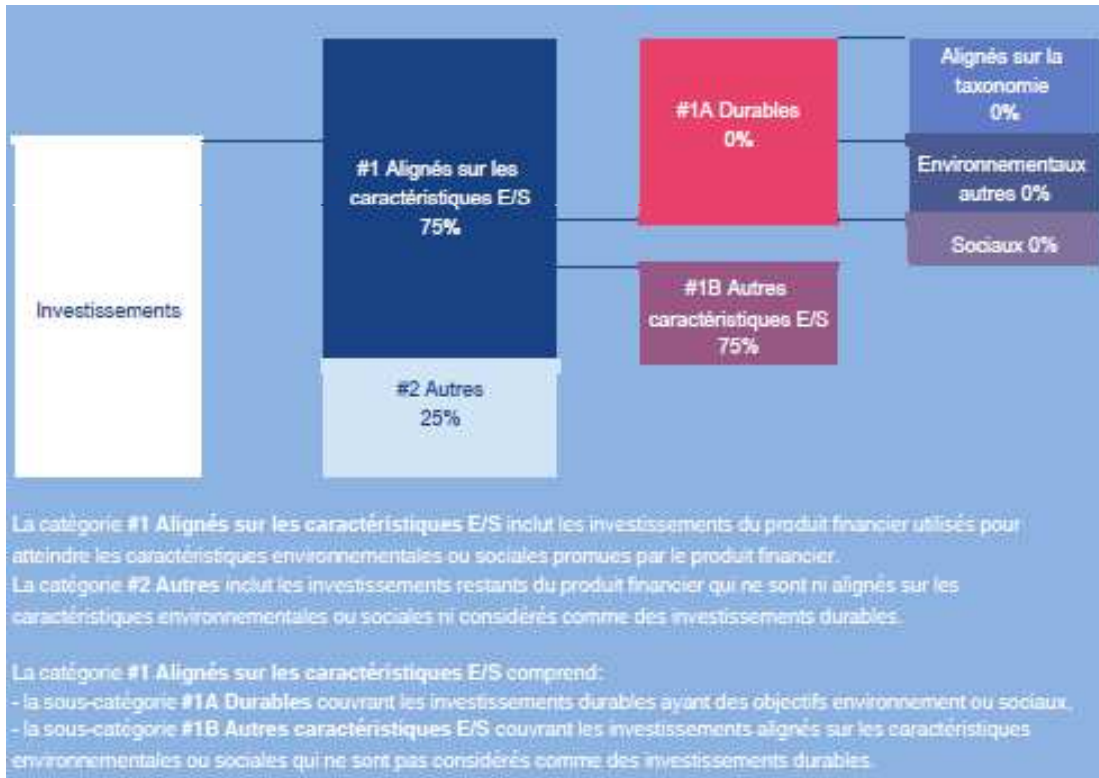 Investissements
#1 Alignés sur les
caractéristiques E/S
75%
#2 Autres
25%
#1A Durables
0%
#1B Autres
caractéristiques E/S
75%
Alignés sur la
taxonomie
0%
Environnementaux
autres 0%
Sociaux 0%
La catégorie #1 Alignés sur les caractéristiques E/S inclut les investissements du produit financier utilisés pour
atteindre les caractéristiques environnementales ou sociales promues par le produit financier.
La catégorie #2 Autres inclut les investissements restants du produit financier qui ne sont ni alignés sur les
caractéristiques environnementales ou sociales ni considérés comme des investissements durables.
La catégorie #1 Alignés sur les caractéristiques E/S comprend:
- la sous-catégorie #1A Durables couvrant les investissements durables ayant des objectifs environnement ou sociaux.
- la sous-catégorie #1B Autres caractéristiques E/S couvrant les investissements alignés sur les caractéristiques
environnementales ou sociales qui ne sont pas considérés comme des investissements durables.